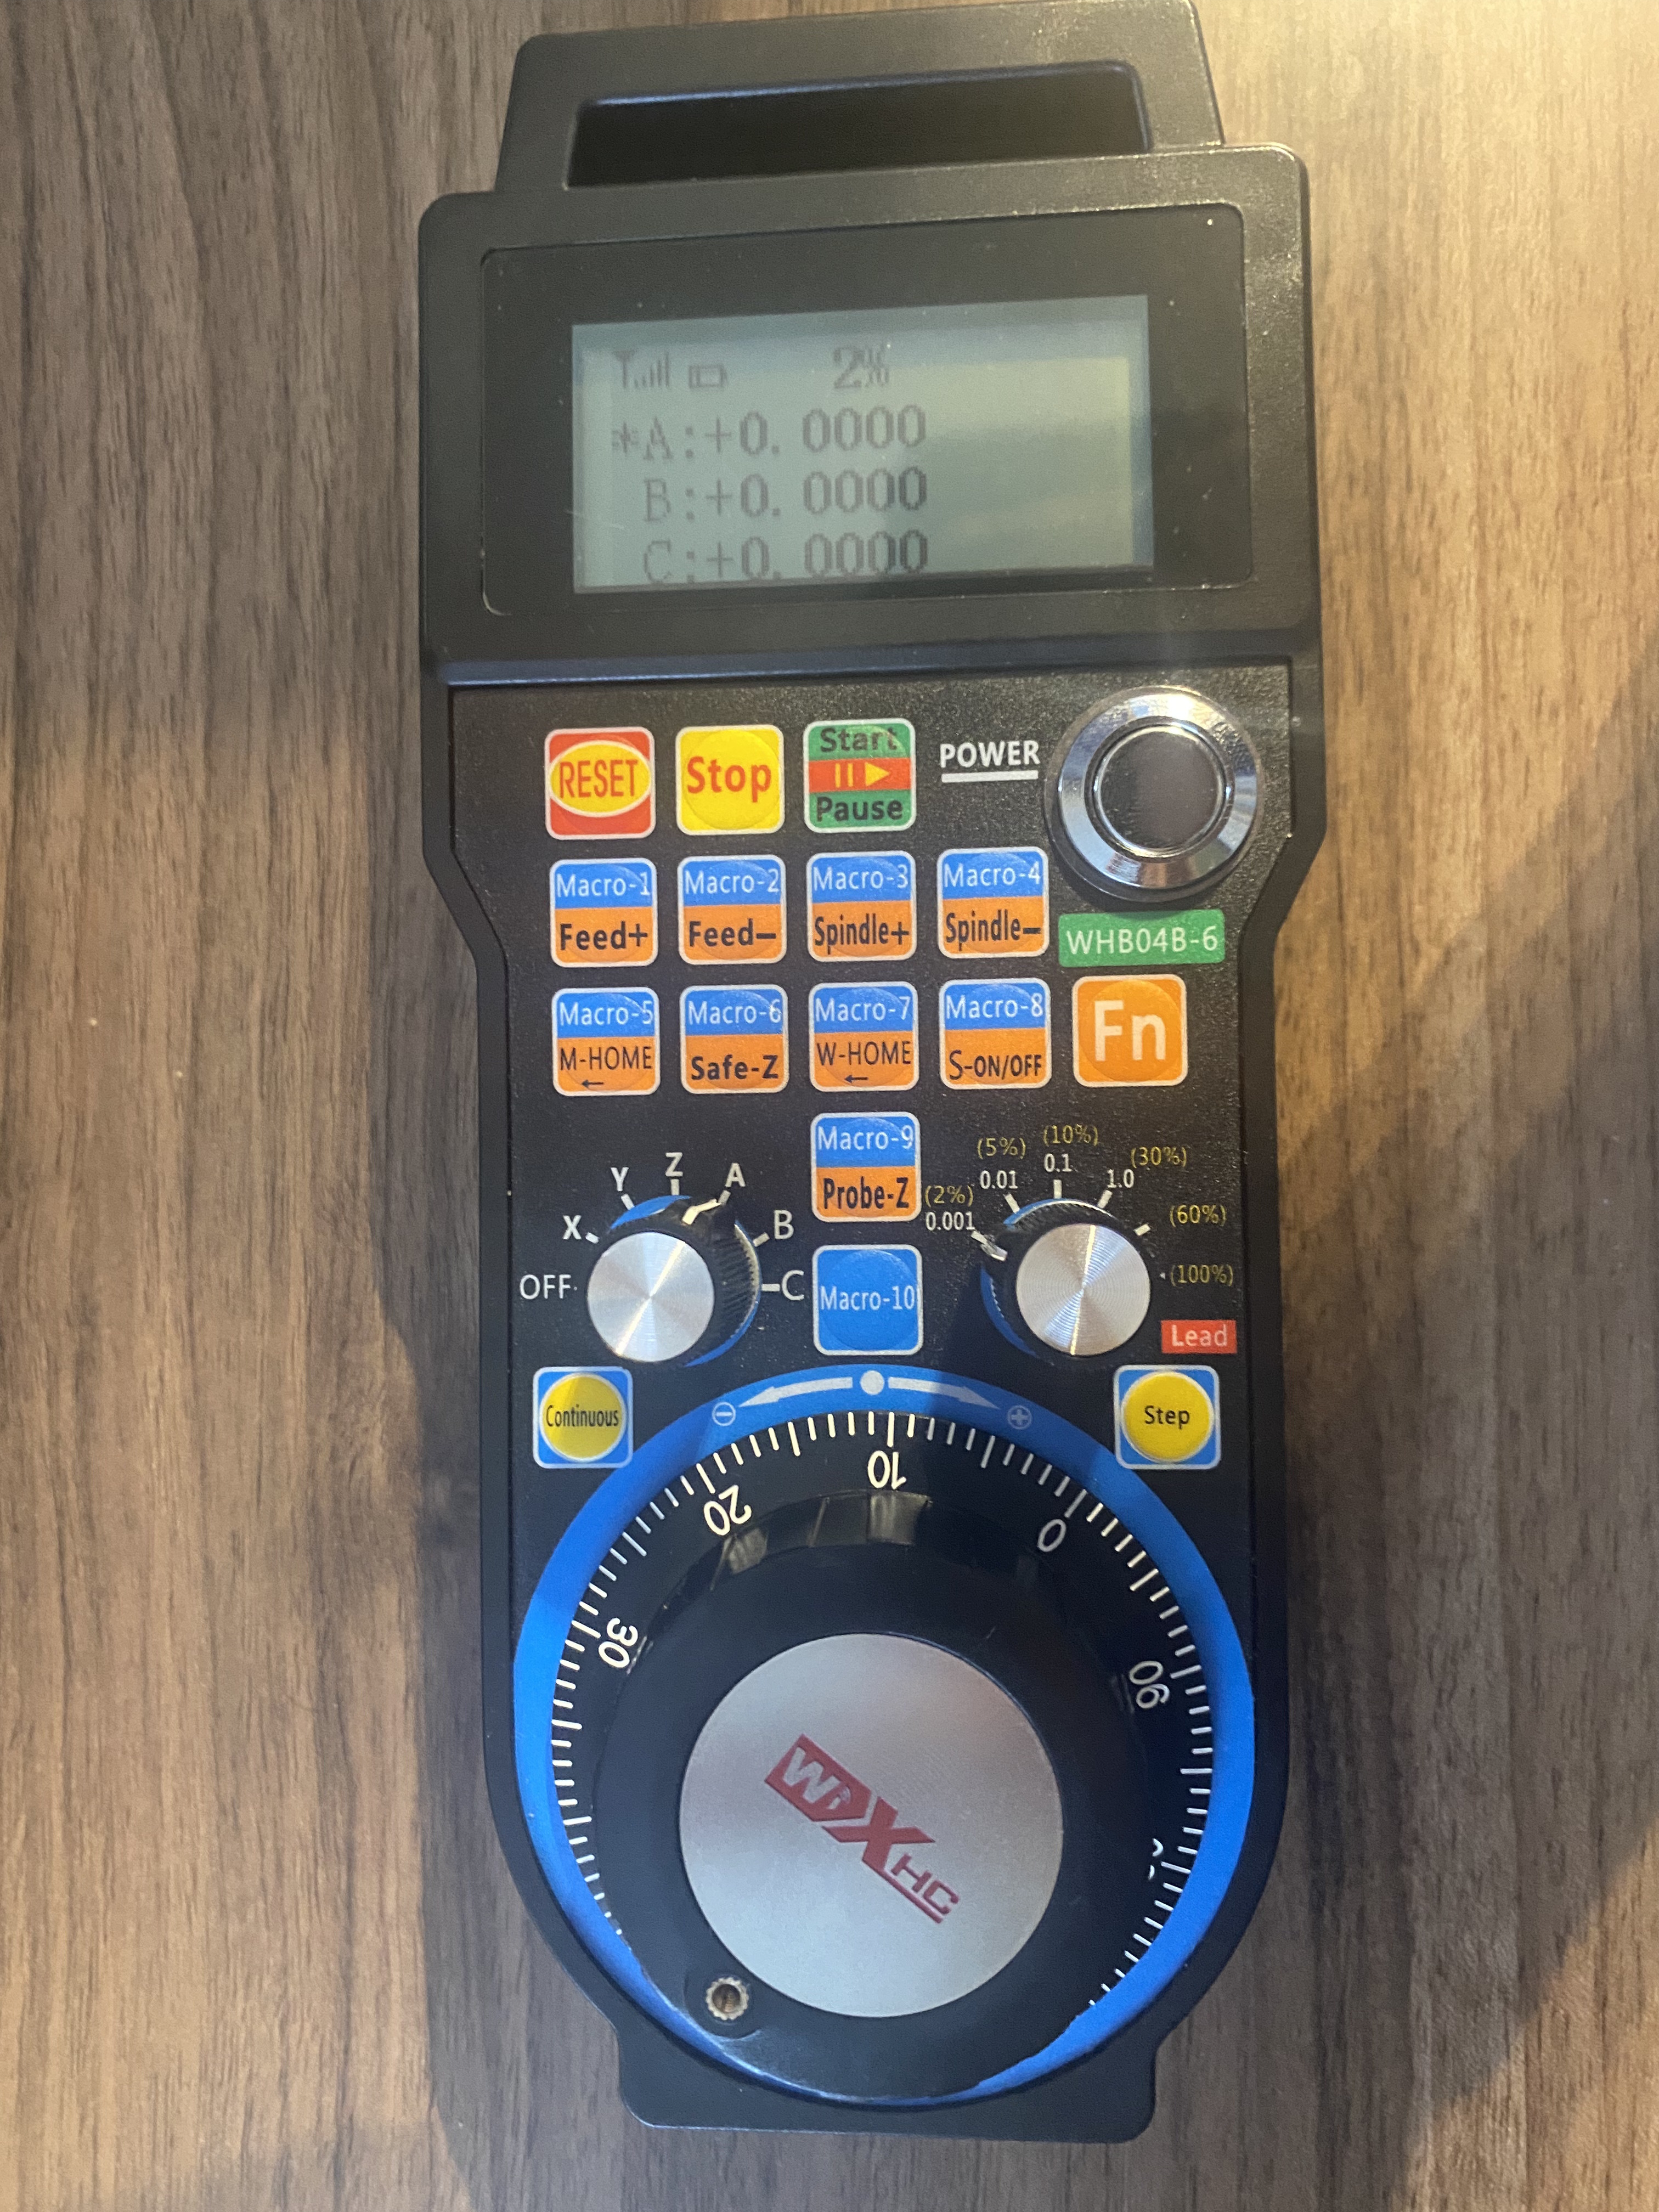 2%
*A:+0.0000
B:+0.0000
C:+0.0000
RESET
Stop
Start
Pause
POWER
Macro-1
Feed+
Macro-2
Feed-
Macro-3
Spindle+
Macro-4
Spindle-
WHB04B-6
Macro-5
M-HOME
Macro-6
Safe-Z
Macro-7
W-HOME
Macro-8
S-ON/OFF
Fn
OFF
X
Y
Z
A
B
C
Macro-9
Probe-Z
Macro-10
(2%)
0.001
(5%)
0.01
(10%)
0.1
(30%)
1.0
(60%)
(100%)
Lead
Continuous
Step
30
20
10
0
90
WiXHC